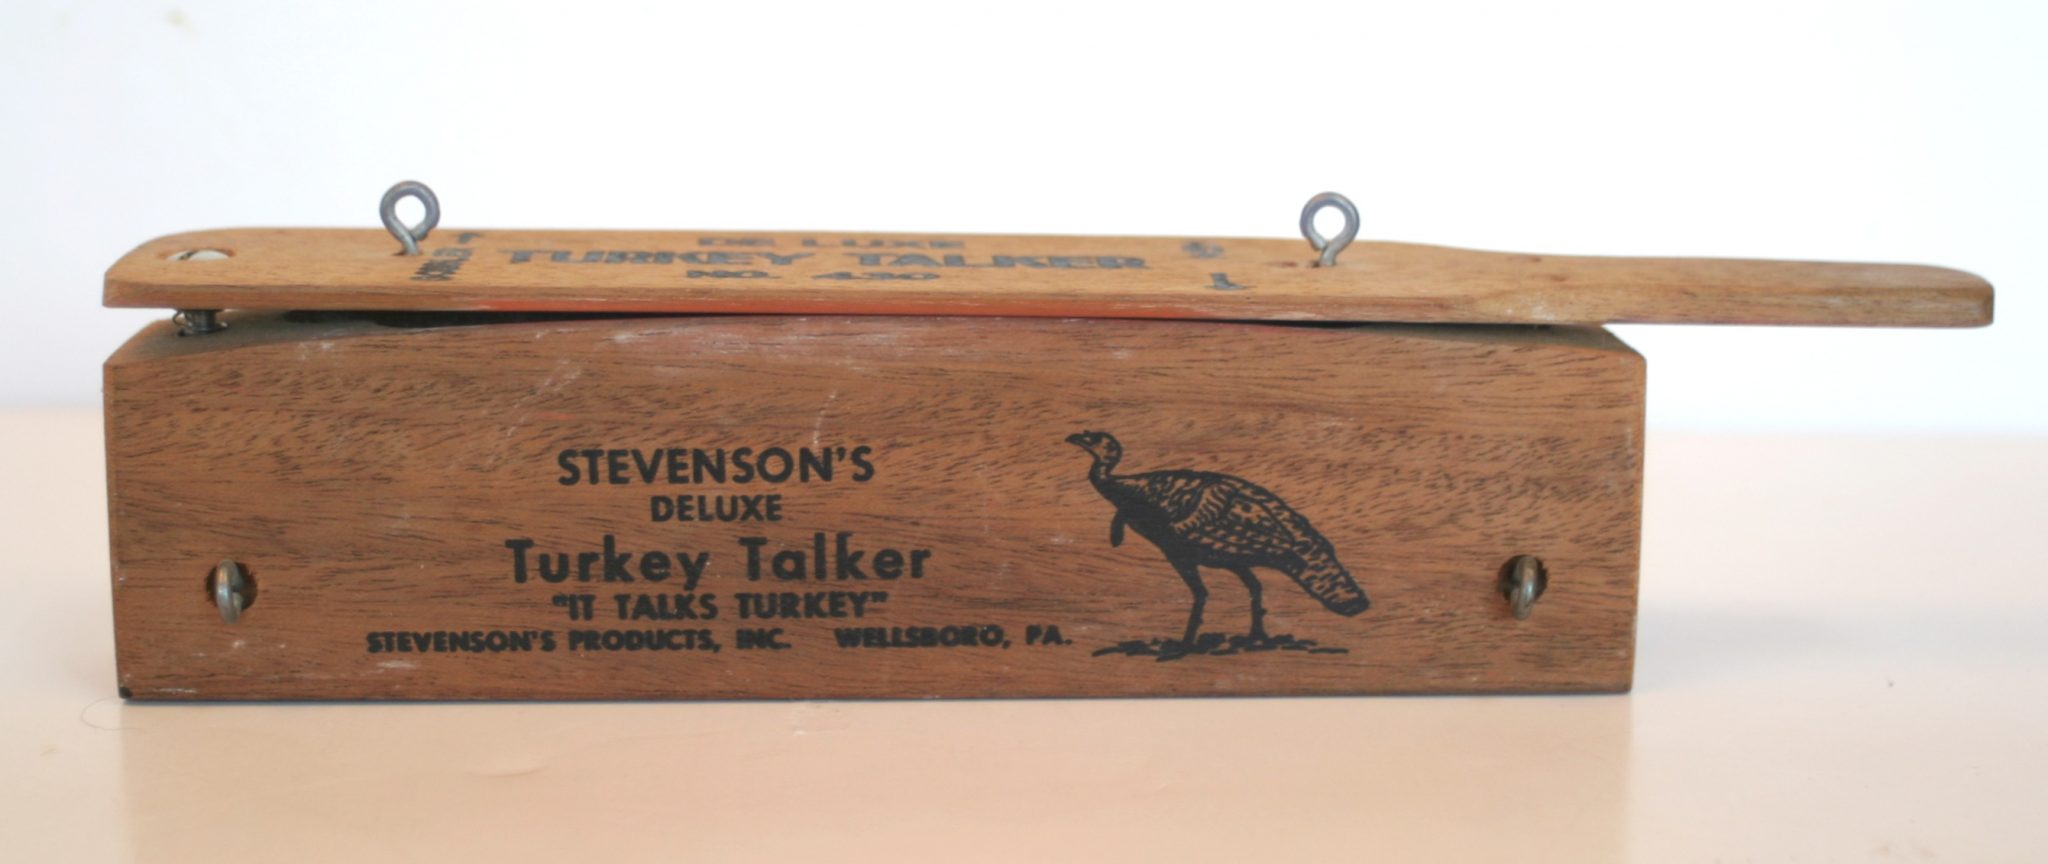 DE LUXE
TURKEY TALKER
NO. 430
STEVENSON'S
DELUXE
Turkey Talker
"IT TALKS TURKEY"
STEVENSON'S PRODUCTS, INC. WELLSBORO, PA.